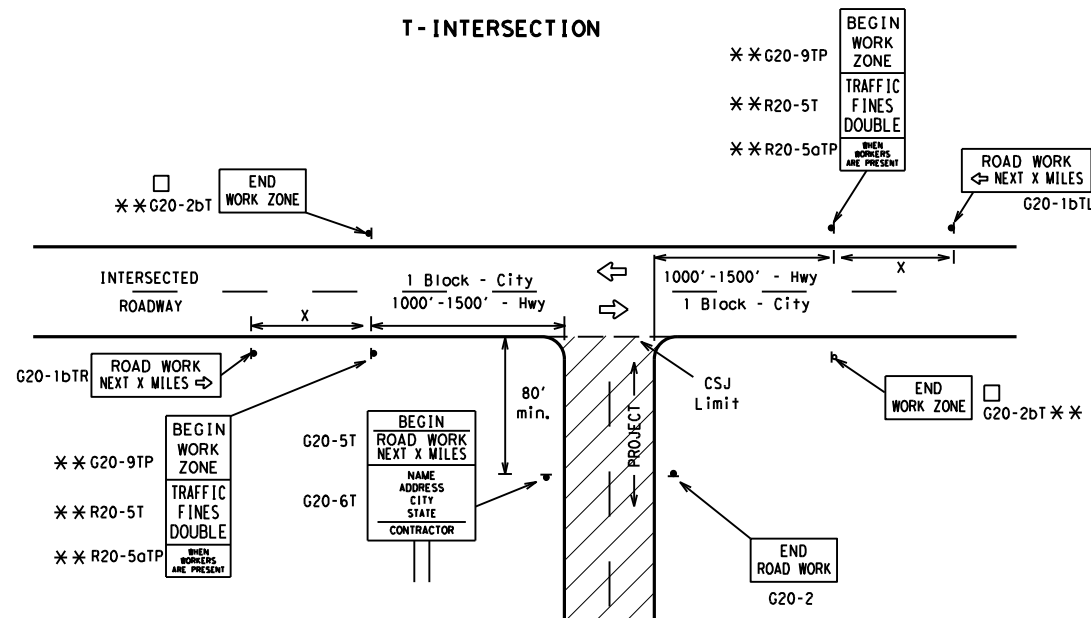 T-INTERSECTION
**G20-9TP
BEGIN
WORK
ZONE
**R20-5T
TRAFFIC
FINES
DOUBLE
**R20-5aTP
WHEN
WORKERS
ARE PRESENT
ROAD WORK
⇦ NEXT X MILES
G20-1bTL
□
**G20-2bT
END
WORK ZONE
INTERSECTED
ROADWAY
1 Block - City
1000'-1500' - Hwy
1000'-1500' - Hwy
1 Block - City
X
X
G20-1bTR
ROAD WORK
NEXT X MILES ⇨
80'
min.
CSJ
Limit
PROJECT
END
WORK ZONE
□
G20-2bT **
**G20-9TP
BEGIN
WORK
ZONE
**R20-5T
TRAFFIC
FINES
DOUBLE
**R20-5aTP
WHEN
WORKERS
ARE PRESENT
G20-5T
BEGIN
ROAD WORK
NEXT X MILES
G20-6T
NAME
ADDRESS
CITY
STATE
CONTRACTOR
END
ROAD WORK
G20-2